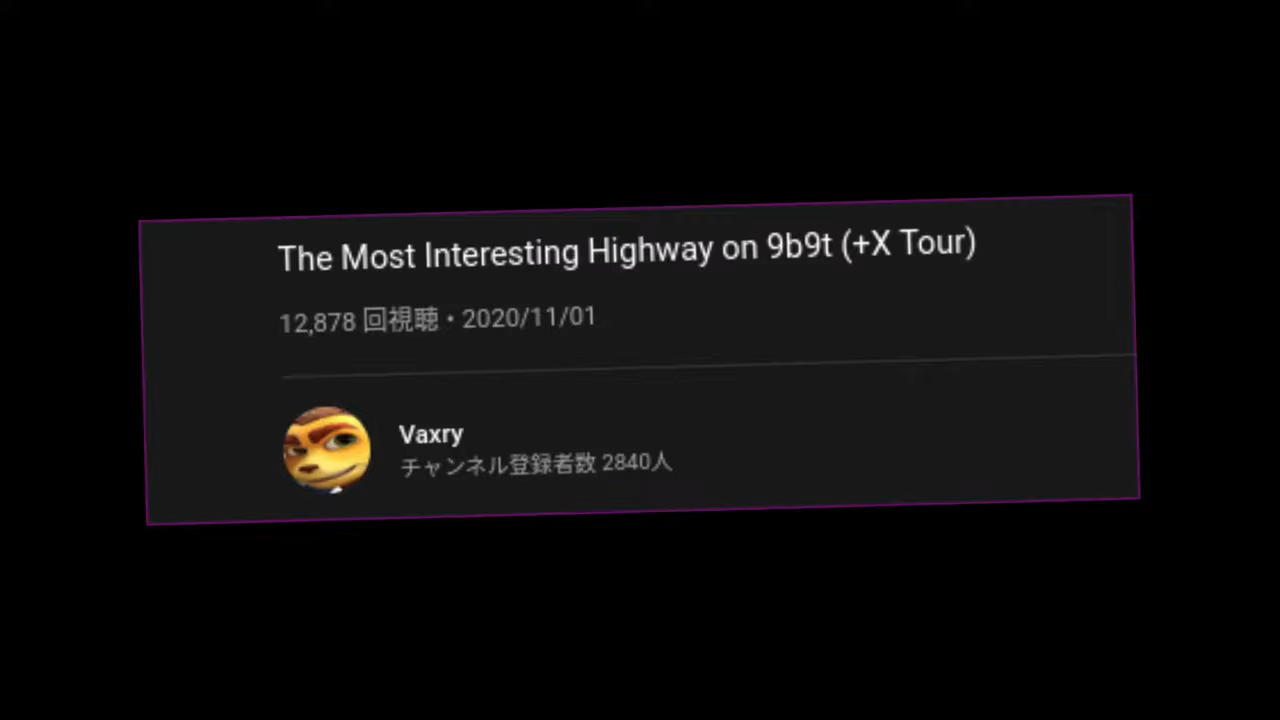 The Most Interesting Highway on 9b9t (+X Tour)
12,878 回視聴・2020/11/01
Vaxry
チャンネル登録者数 2840人